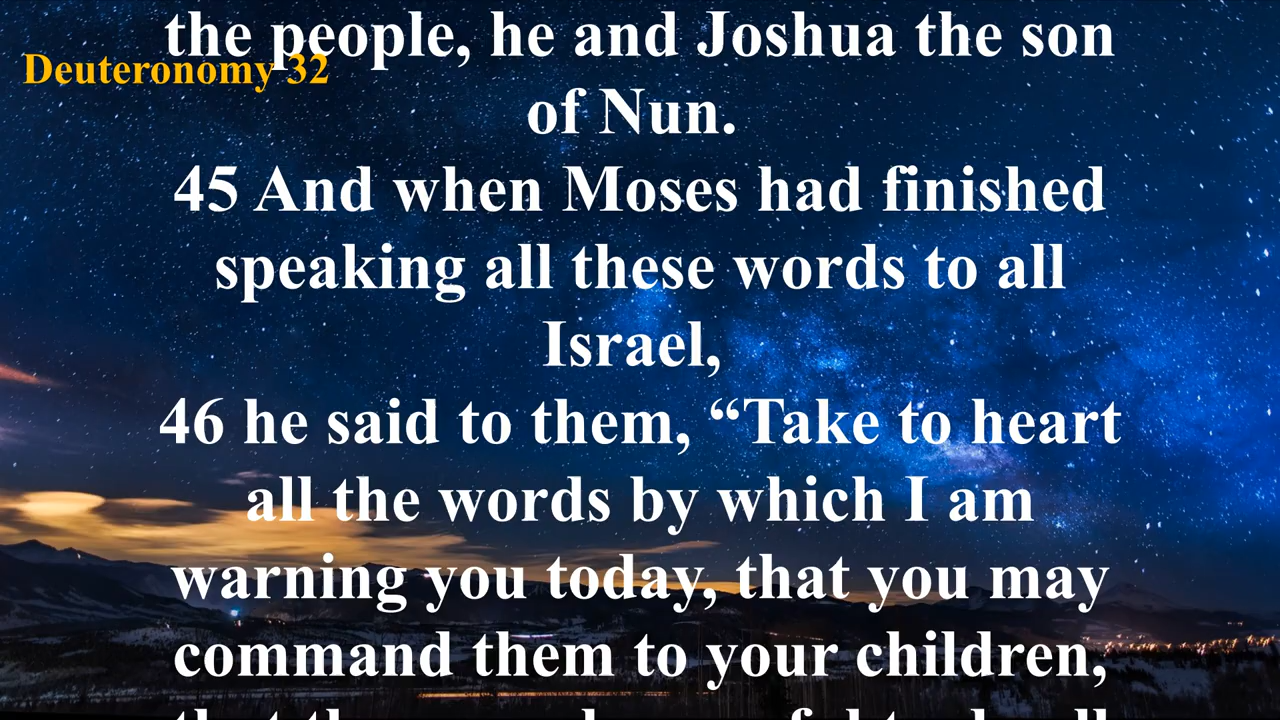 the people, he and Joshua the son
Deuteronomy 32
of Nun.
45 And when Moses had finished
speaking all these words to all
Israel,
46 he said to them, “Take to heart
all the words by which I am
warning you today, that you may
command them to your children,